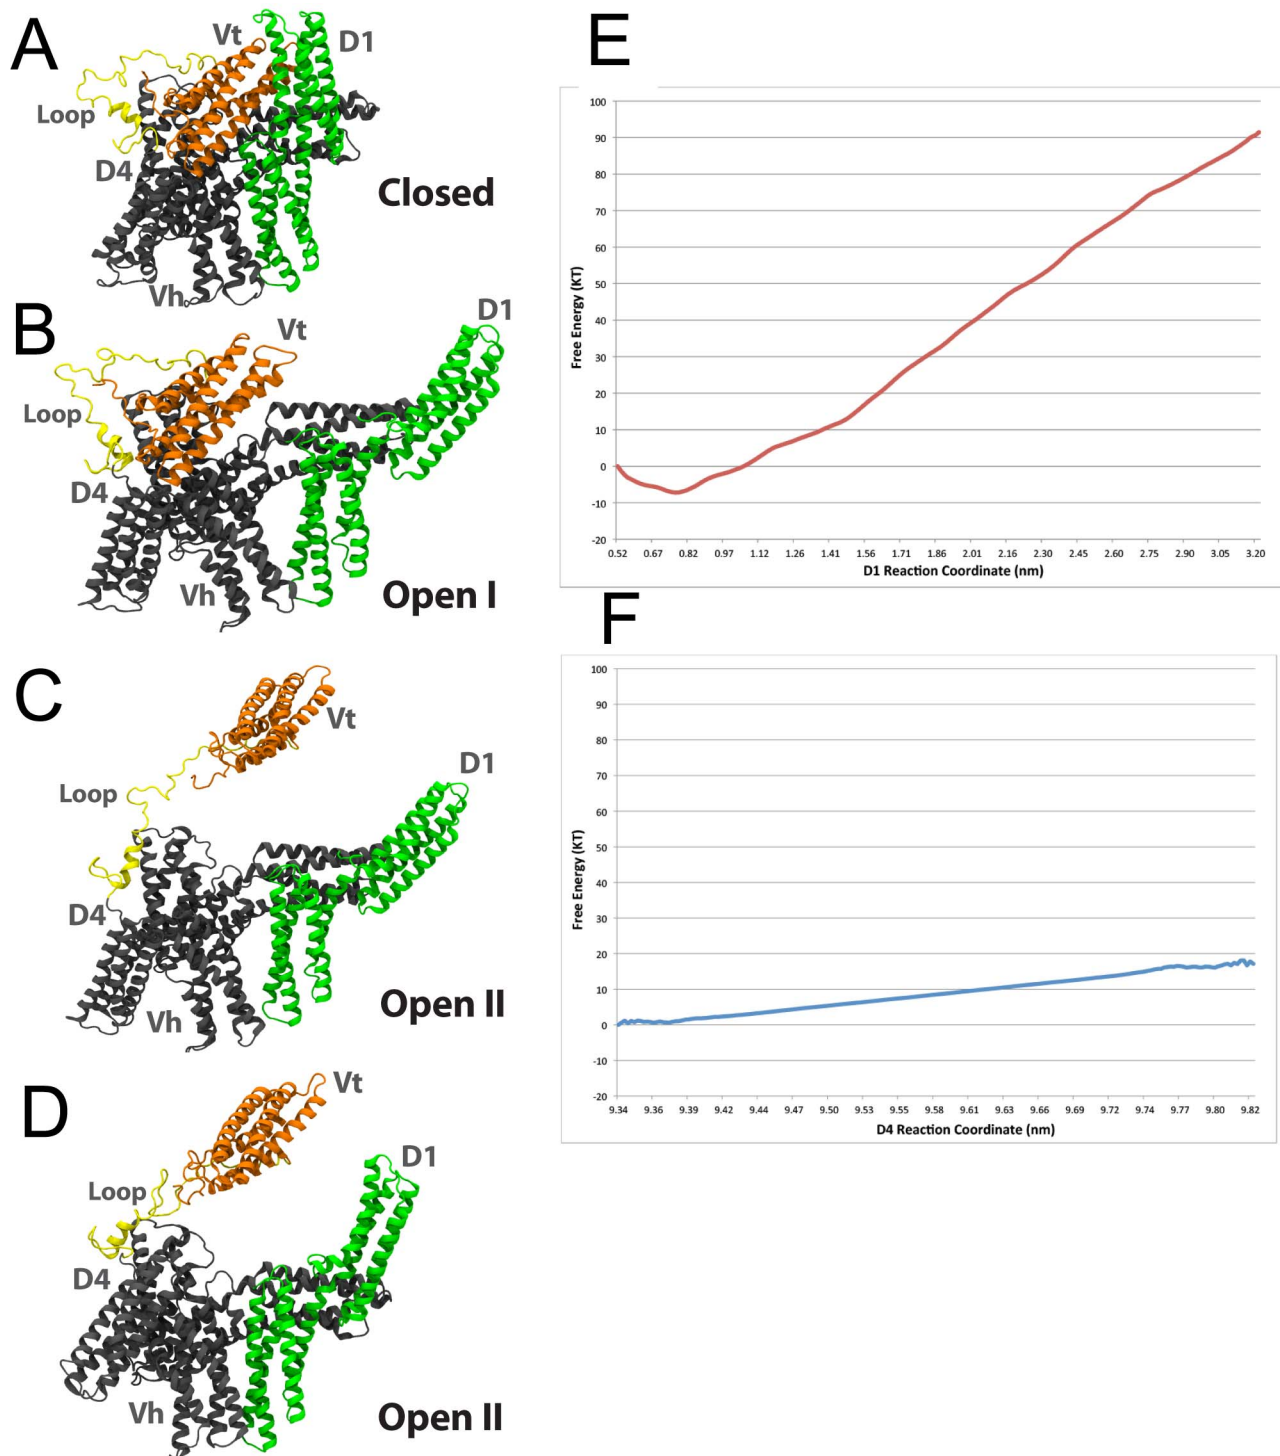 A
Vt
D1
Loop
D4
Closed
Vh
B
D1
Vt
Loop
D4
Vh
Open I
C
Vt
D1
Loop
D4
Vh
Open II
D
Vt
D1
Loop
D4
Vh
Open II
E
100
90
80
70
60
50
40
30
20
10
0
-10
-20
Free Energy (KT)
0.52 0.67 0.82 0.97 1.12 1.26 1.41 1.56 1.71 1.86 2.01 2.16 2.30 2.45 2.60 2.75 2.90 3.05 3.20
D1 Reaction Coordinate (nm)
F
100
90
80
70
60
50
40
30
20
10
0
-10
-20
Free Energy (KT)
9.34 9.36 9.39 9.42 9.44 9.47 9.50 9.53 9.55 9.58 9.61 9.63 9.66 9.69 9.72 9.74 9.77 9.80 9.82
D4 Reaction Coordinate (nm)